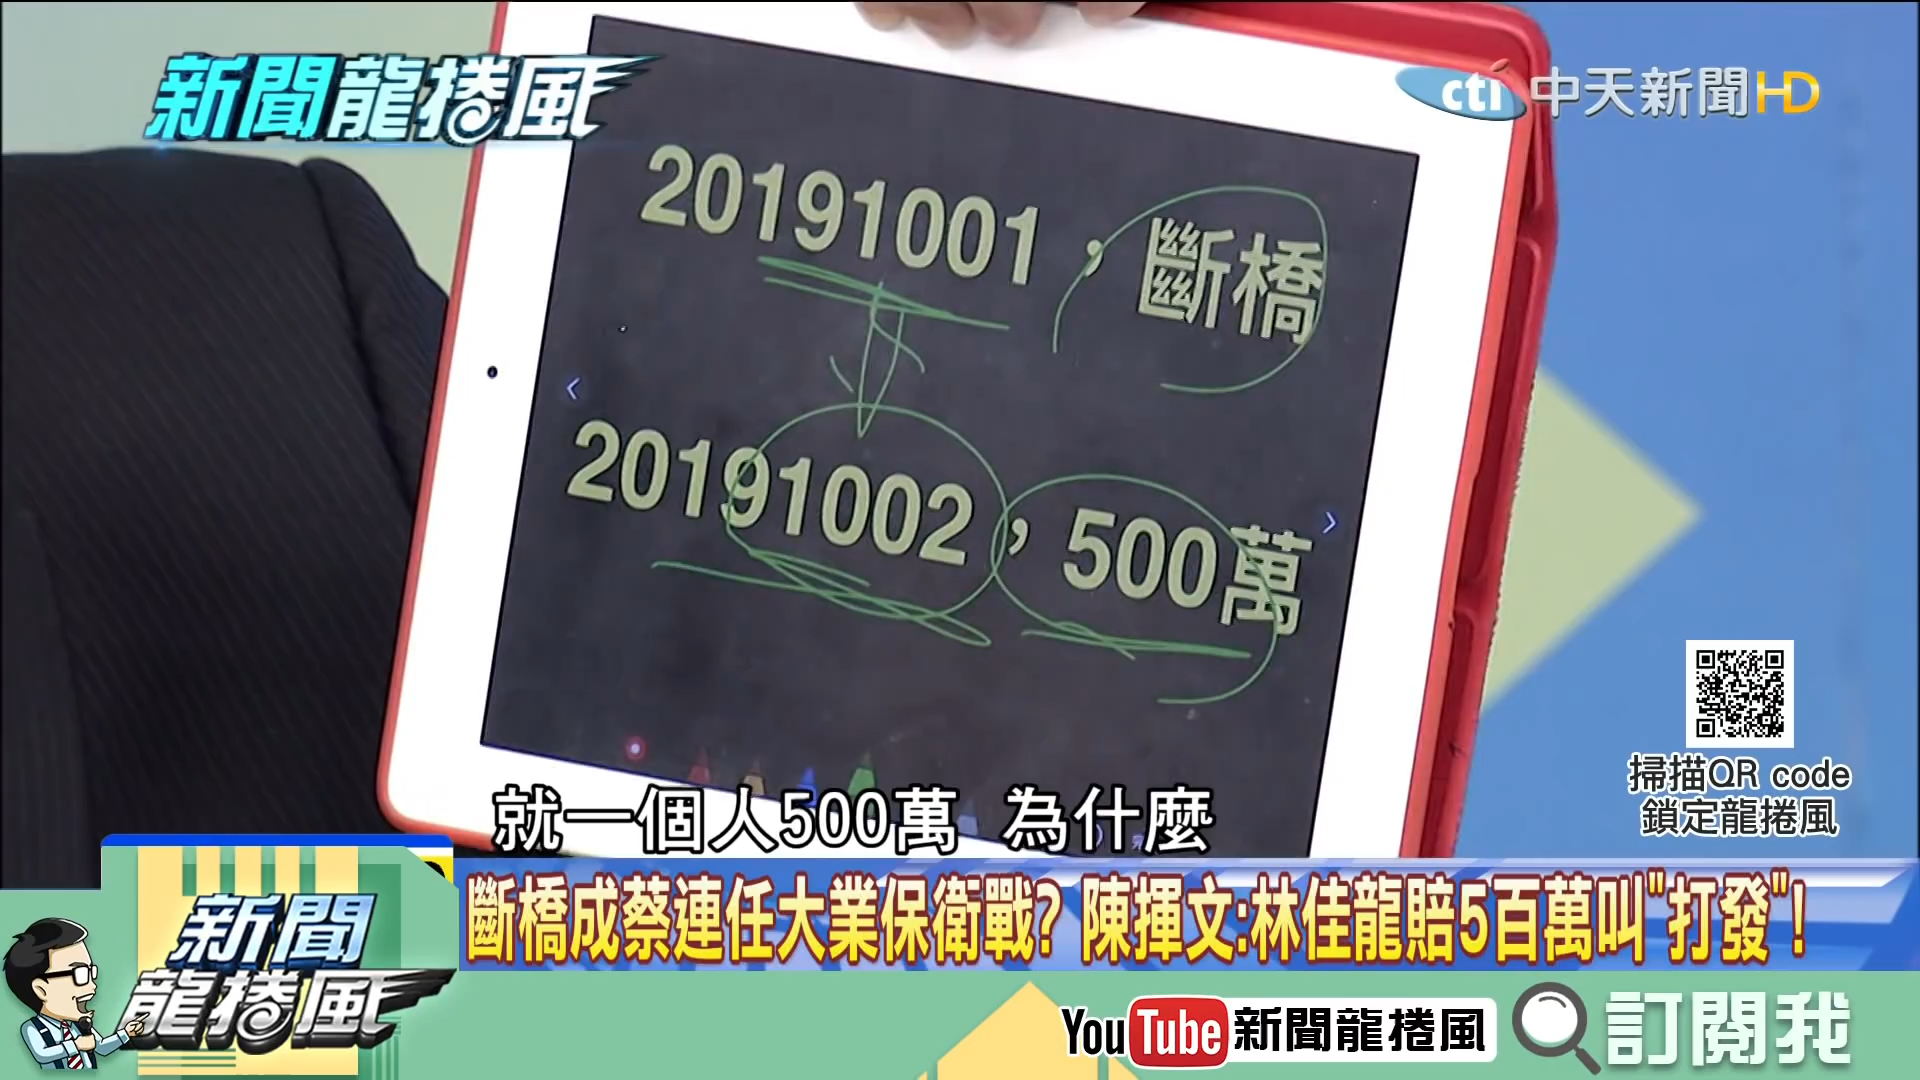 新聞龍捲風
cti 中天新聞HD
20191001，斷橋
20191002，500萬
掃描QR code
鎖定龍捲風
就一個人500萬 為什麼
斷橋成蔡連任大業保衛戰? 陳揮文:林佳龍賠5百萬叫"打發"!
新聞
龍捲風
YouTube 新聞龍捲風 訂閱我